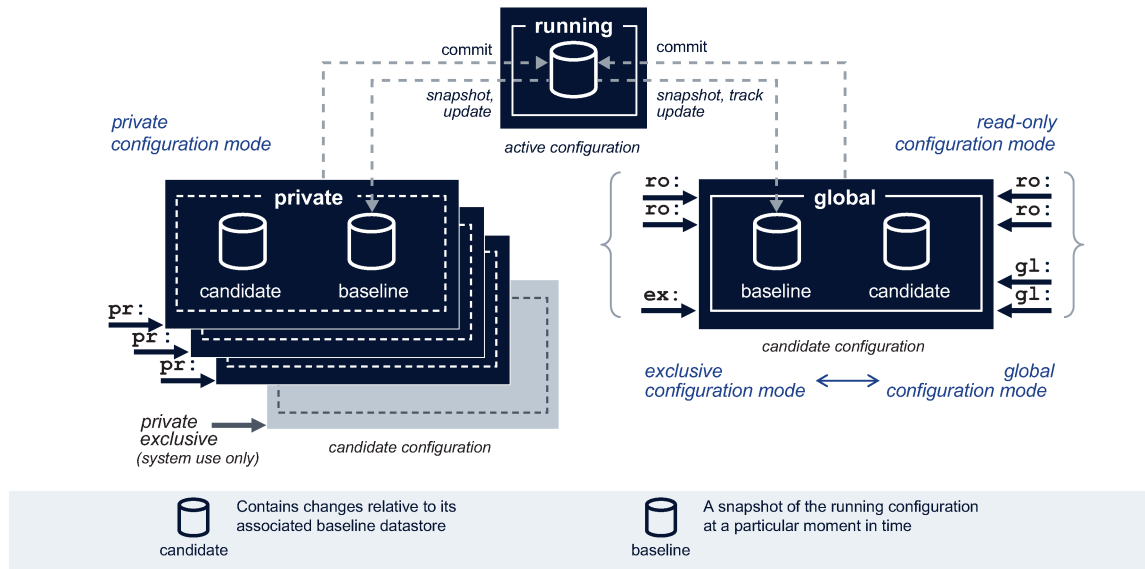 running
commit
commit
snapshot,
update
snapshot, track
update
active configuration
private
configuration mode
read-only
configuration mode
private
candidate
baseline
pr:
pr:
pr:
private
exclusive
(system use only)
candidate configuration
global
baseline
candidate
ro:
ro:
ex:
ro:
ro:
gl:
gl:
candidate configuration
exclusive
configuration mode
global
configuration mode
candidate
Contains changes relative to its
associated baseline datastore
baseline
A snapshot of the running configuration
at a particular moment in time